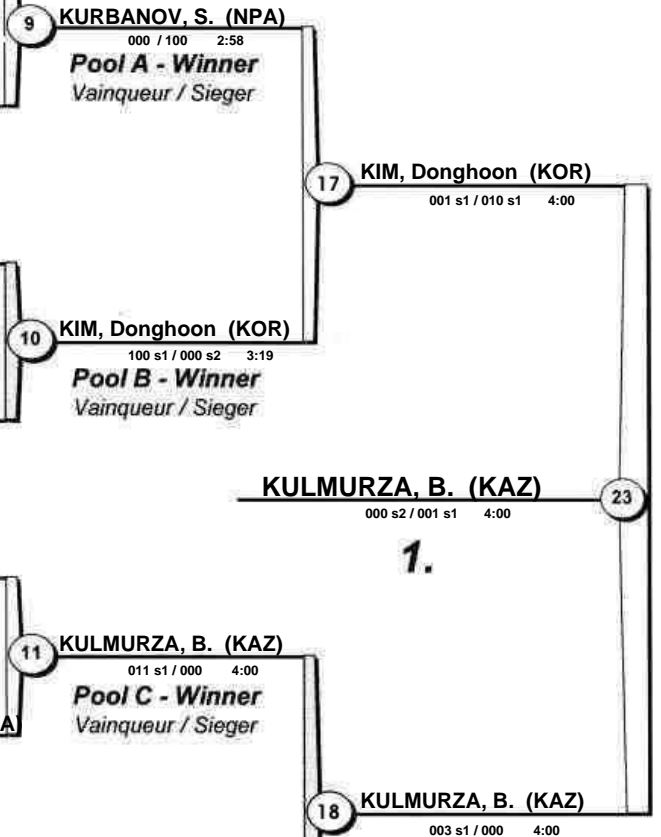 9
KURBANOV, S. (NPA)
000 / 100 2:58
Pool A - Winner
Vainqueur / Sieger
17
KIM, Donghoon (KOR)
001 s1 / 010 s1 4:00
10
KIM, Donghoon (KOR)
100 s1 / 000 s2 3:19
Pool B - Winner
Vainqueur / Sieger
KULMURZA, B. (KAZ)
23
000 s2 / 001 s1 4:00
1.
11
KULMURZA, B. (KAZ)
011 s1 / 000 4:00
Pool C - Winner
Vainqueur / Sieger
A)
18
KULMURZA, B. (KAZ)
003 s1 / 000 4:00